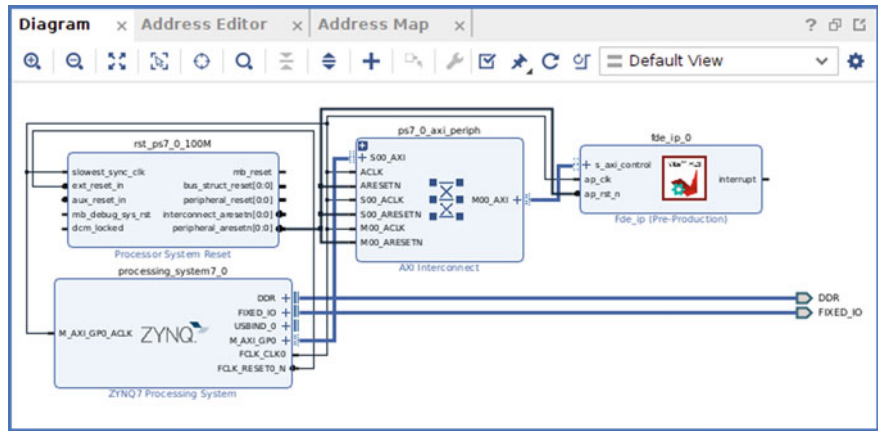 Diagram × Address Editor × Address Map ×
Default View
rst_ps7_0_100M
slowest_sync_clk
ext_reset_in
aux_reset_in
mb_debug_sys_rst
dcm_locked
mb_reset
bus_struct_reset[0:0]
peripheral_reset[0:0]
interconnect_aresetn[0:0]
peripheral_aresetn[0:0]
Processor System Reset
ps7_0_axi_periph
S00_AXI
ACLK
ARESETN
S00_ACLK
S00_ARESETN
M00_ACLK
M00_ARESETN
M00_AXI
AXI Interconnect
fde_ip_0
s_axi_control
ap_clk
ap_rst_n
interrupt
Fde_ip (Pre-Production)
processing_system7_0
M_AXI_GP0_ACLK
ZYNQ
DDR
FIXED_IO
USBIND_0
M_AXI_GP0
FCLK_CLK0
FCLK_RESET0_N
ZYNQ7 Processing System
DDR
FIXED_IO